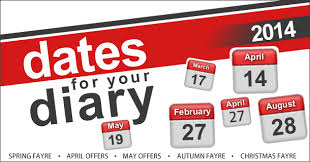 dates
for your
diary
2014
March
17
April
14
May
19
February
27
April
27
August
28
SPRING FAYRE • APRIL OFFERS • MAY OFFERS • AUTUMN FAYRE • CHRISTMAS FAYRE